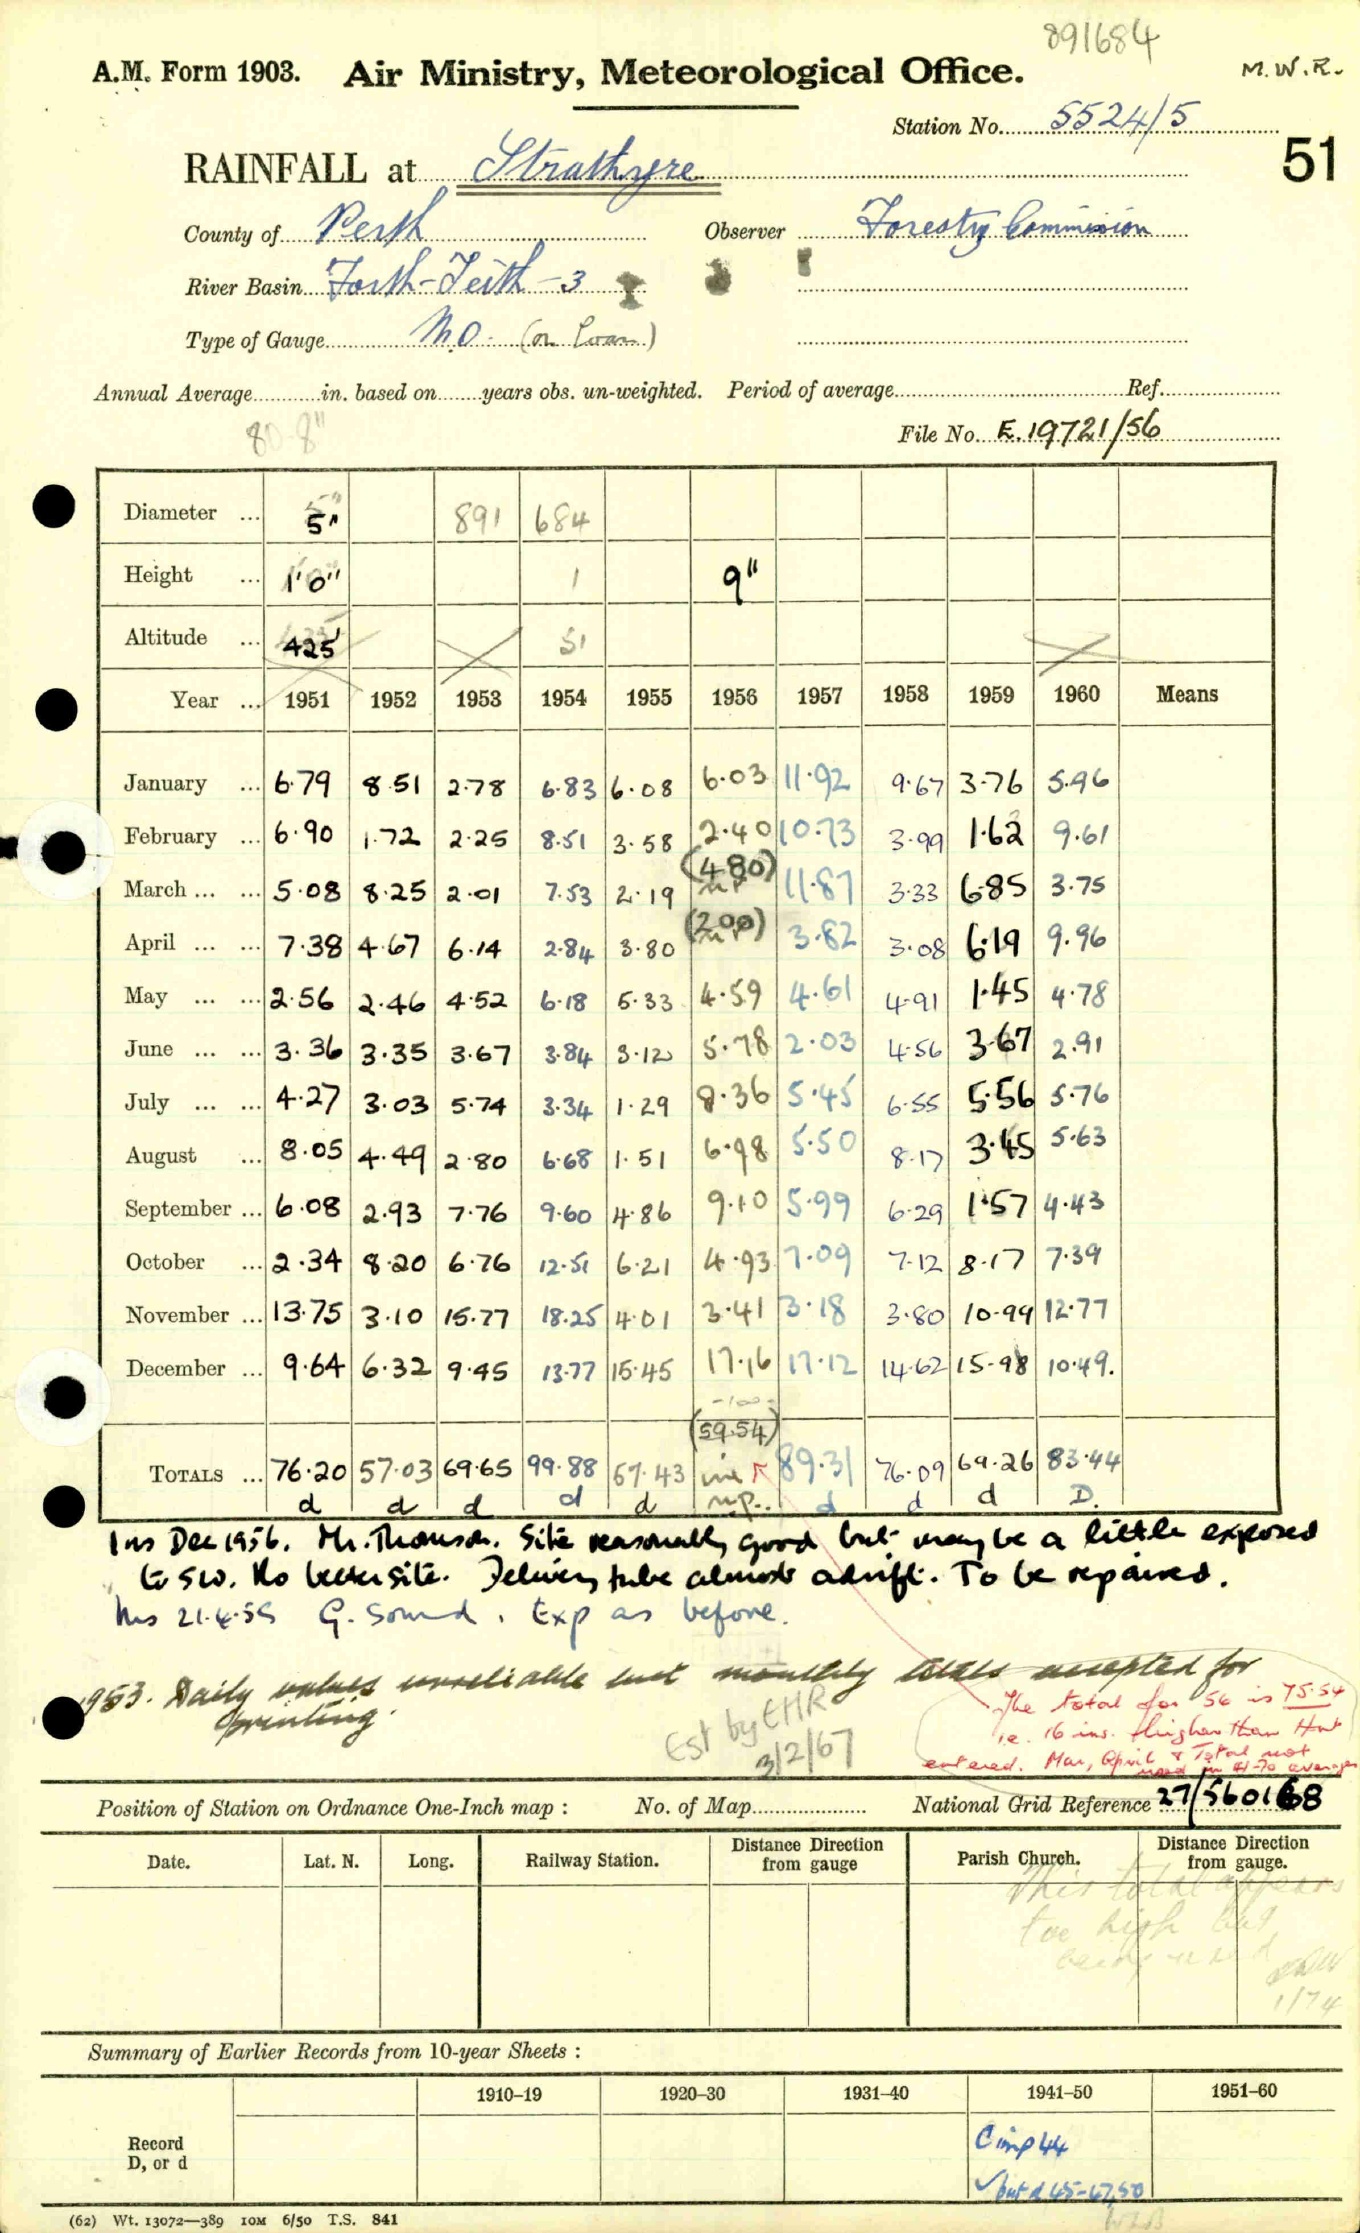 891684
A.M. Form 1903. Air Ministry, Meteorological Office. M.W.R.
Station No. 5524/5
RAINFALL at Strathyre 51
County of Perth Observer Forestry Commission
River Basin Forth-Teith-3
Type of Gauge M.O. (on Loan)
Annual Average in. based on years obs. un-weighted. Period of average Ref.
80.8"
File No. E.19721/56
Diameter ... 5" 5" 891 684
Height ... 1'0" 1 9"
Altitude ... 425' 51
Year ... 1951 1952 1953 1954 1955 1956 1957 1958 1959 1960 Means
January ... 6.79 8.51 2.78 6.83 6.08 6.03 11.92 9.67 3.76 5.96
February ... 6.90 1.72 2.25 8.51 3.58 2.40 10.73 3.99 1.62 9.61
March ... ... 5.08 8.25 2.01 7.53 2.19 (4.80) 11.87 3.33 6.85 3.75
April ... ... 7.38 4.67 6.14 2.84 3.80 (2.00) 3.82 3.08 6.19 9.96
May ... ... 2.56 2.46 4.52 6.18 5.33 4.59 4.61 4.91 1.45 4.78
June ... ... 3.36 3.35 3.67 3.84 3.12 5.78 2.03 4.56 3.67 2.91
July ... ... 4.27 3.03 5.74 3.34 1.29 8.36 5.45 6.55 5.56 5.76
August ... 8.05 4.49 2.80 6.68 1.51 6.98 5.50 8.17 3.45 5.63
September ... 6.08 2.93 7.76 9.60 4.86 9.10 5.99 6.29 1.57 4.43
October ... 2.34 8.20 6.76 12.51 6.21 4.93 7.09 7.12 8.17 7.39
November ... 13.75 3.10 15.77 18.25 4.01 3.41 3.18 3.80 10.99 12.77
December ... 9.64 6.32 9.45 13.77 15.45 17.16 17.12 14.62 15.98 10.49.
(59.54)
TOTALS ... 76.20 57.03 69.65 99.88 57.43 89.31 76.09 69.26 83.44
d d d d d d d d D.
Ins Dec 1956. Mr. Thomson. Site reasonably good but may be a little exposed
to SW. No better site. Delivery tube almost adrift. To be repaired.
Ins 21.4.59 G. Sound. Exp as before.
1953. Daily values unreliable but monthly totals accepted for
printing.
Est by EHR
3/2/67
The total for 56 is 75.54
i.e. 16 ins. higher than that
entered. Mar, April & Total not
used in 41-70 averages
Position of Station on Ordnance One-Inch map : No. of Map National Grid Reference 27/560168
Date. Lat. N. Long. Railway Station. Distance Direction from gauge Parish Church. Distance Direction from gauge.
This total appears
too high but
being used
1/74
Summary of Earlier Records from 10-year Sheets :
1910–19 1920–30 1931–40 1941–50 1951–60
Record
D, or d
C imp 44
✓ but d 45-47,50
(62) Wt. 13072—389 10M 6/50 T.S. 841